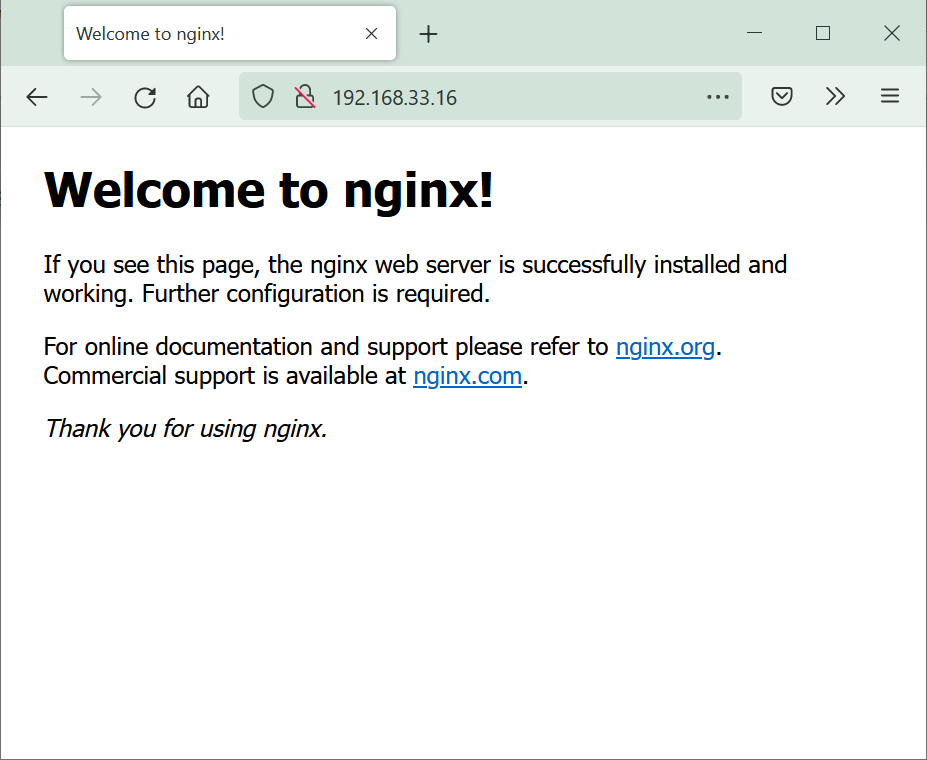 Welcome to nginx!
192.168.33.16
Welcome to nginx!
If you see this page, the nginx web server is successfully installed and
working. Further configuration is required.
For online documentation and support please refer to nginx.org.
Commercial support is available at nginx.com.
Thank you for using nginx.